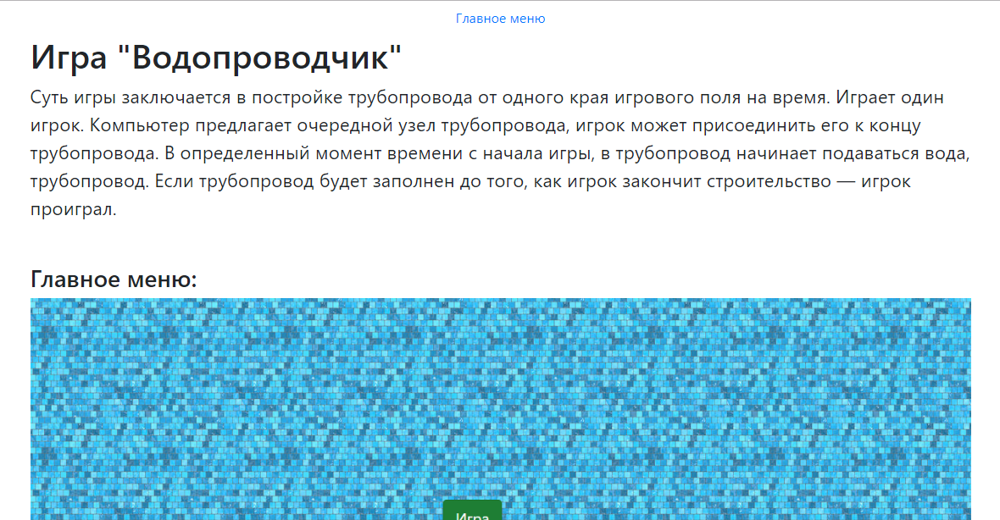 Главное меню
Игра "Водопроводчик"
Суть игры заключается в постройке трубопровода от одного края игрового поля на время. Играет один
игрок. Компьютер предлагает очередной узел трубопровода, игрок может присоединить его к концу
трубопровода. В определенный момент времени с начала игры, в трубопровод начинает подаваться вода,
трубопровод. Если трубопровод будет заполнен до того, как игрок закончит строительство — игрок
проиграл.
Главное меню:
Игра